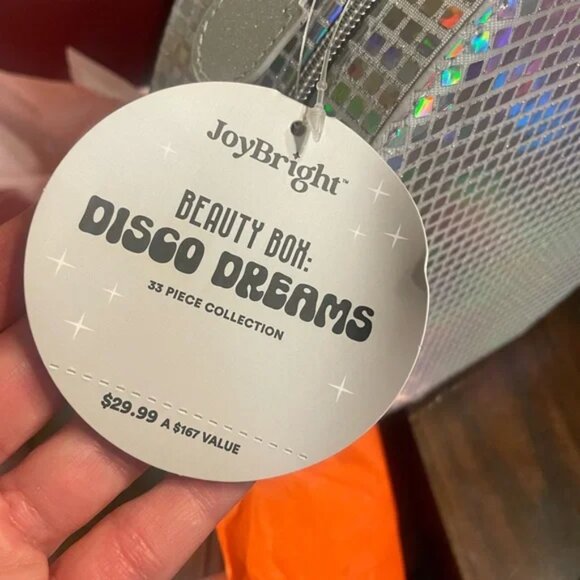 JoyBright™
BEAUTY BOX:
DISCO DREAMS
33 PIECE COLLECTION
$29.99 A $167 VALUE